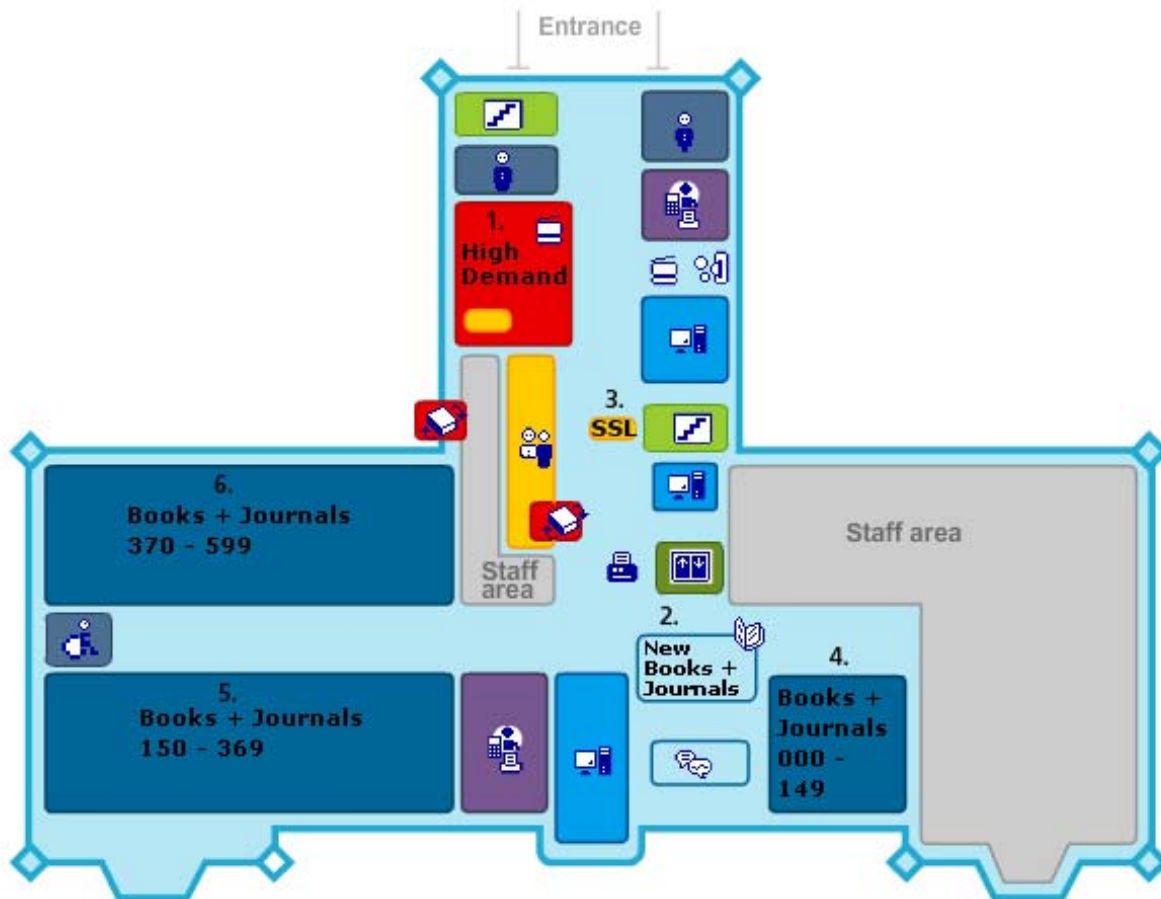 Entrance
1.
High
Demand
3.
SSL
6.
Books + Journals
370 - 599
Staff area
Staff
area
2.
New
Books +
Journals
4.
Books +
Journals
000 -
149
5.
Books + Journals
150 - 369